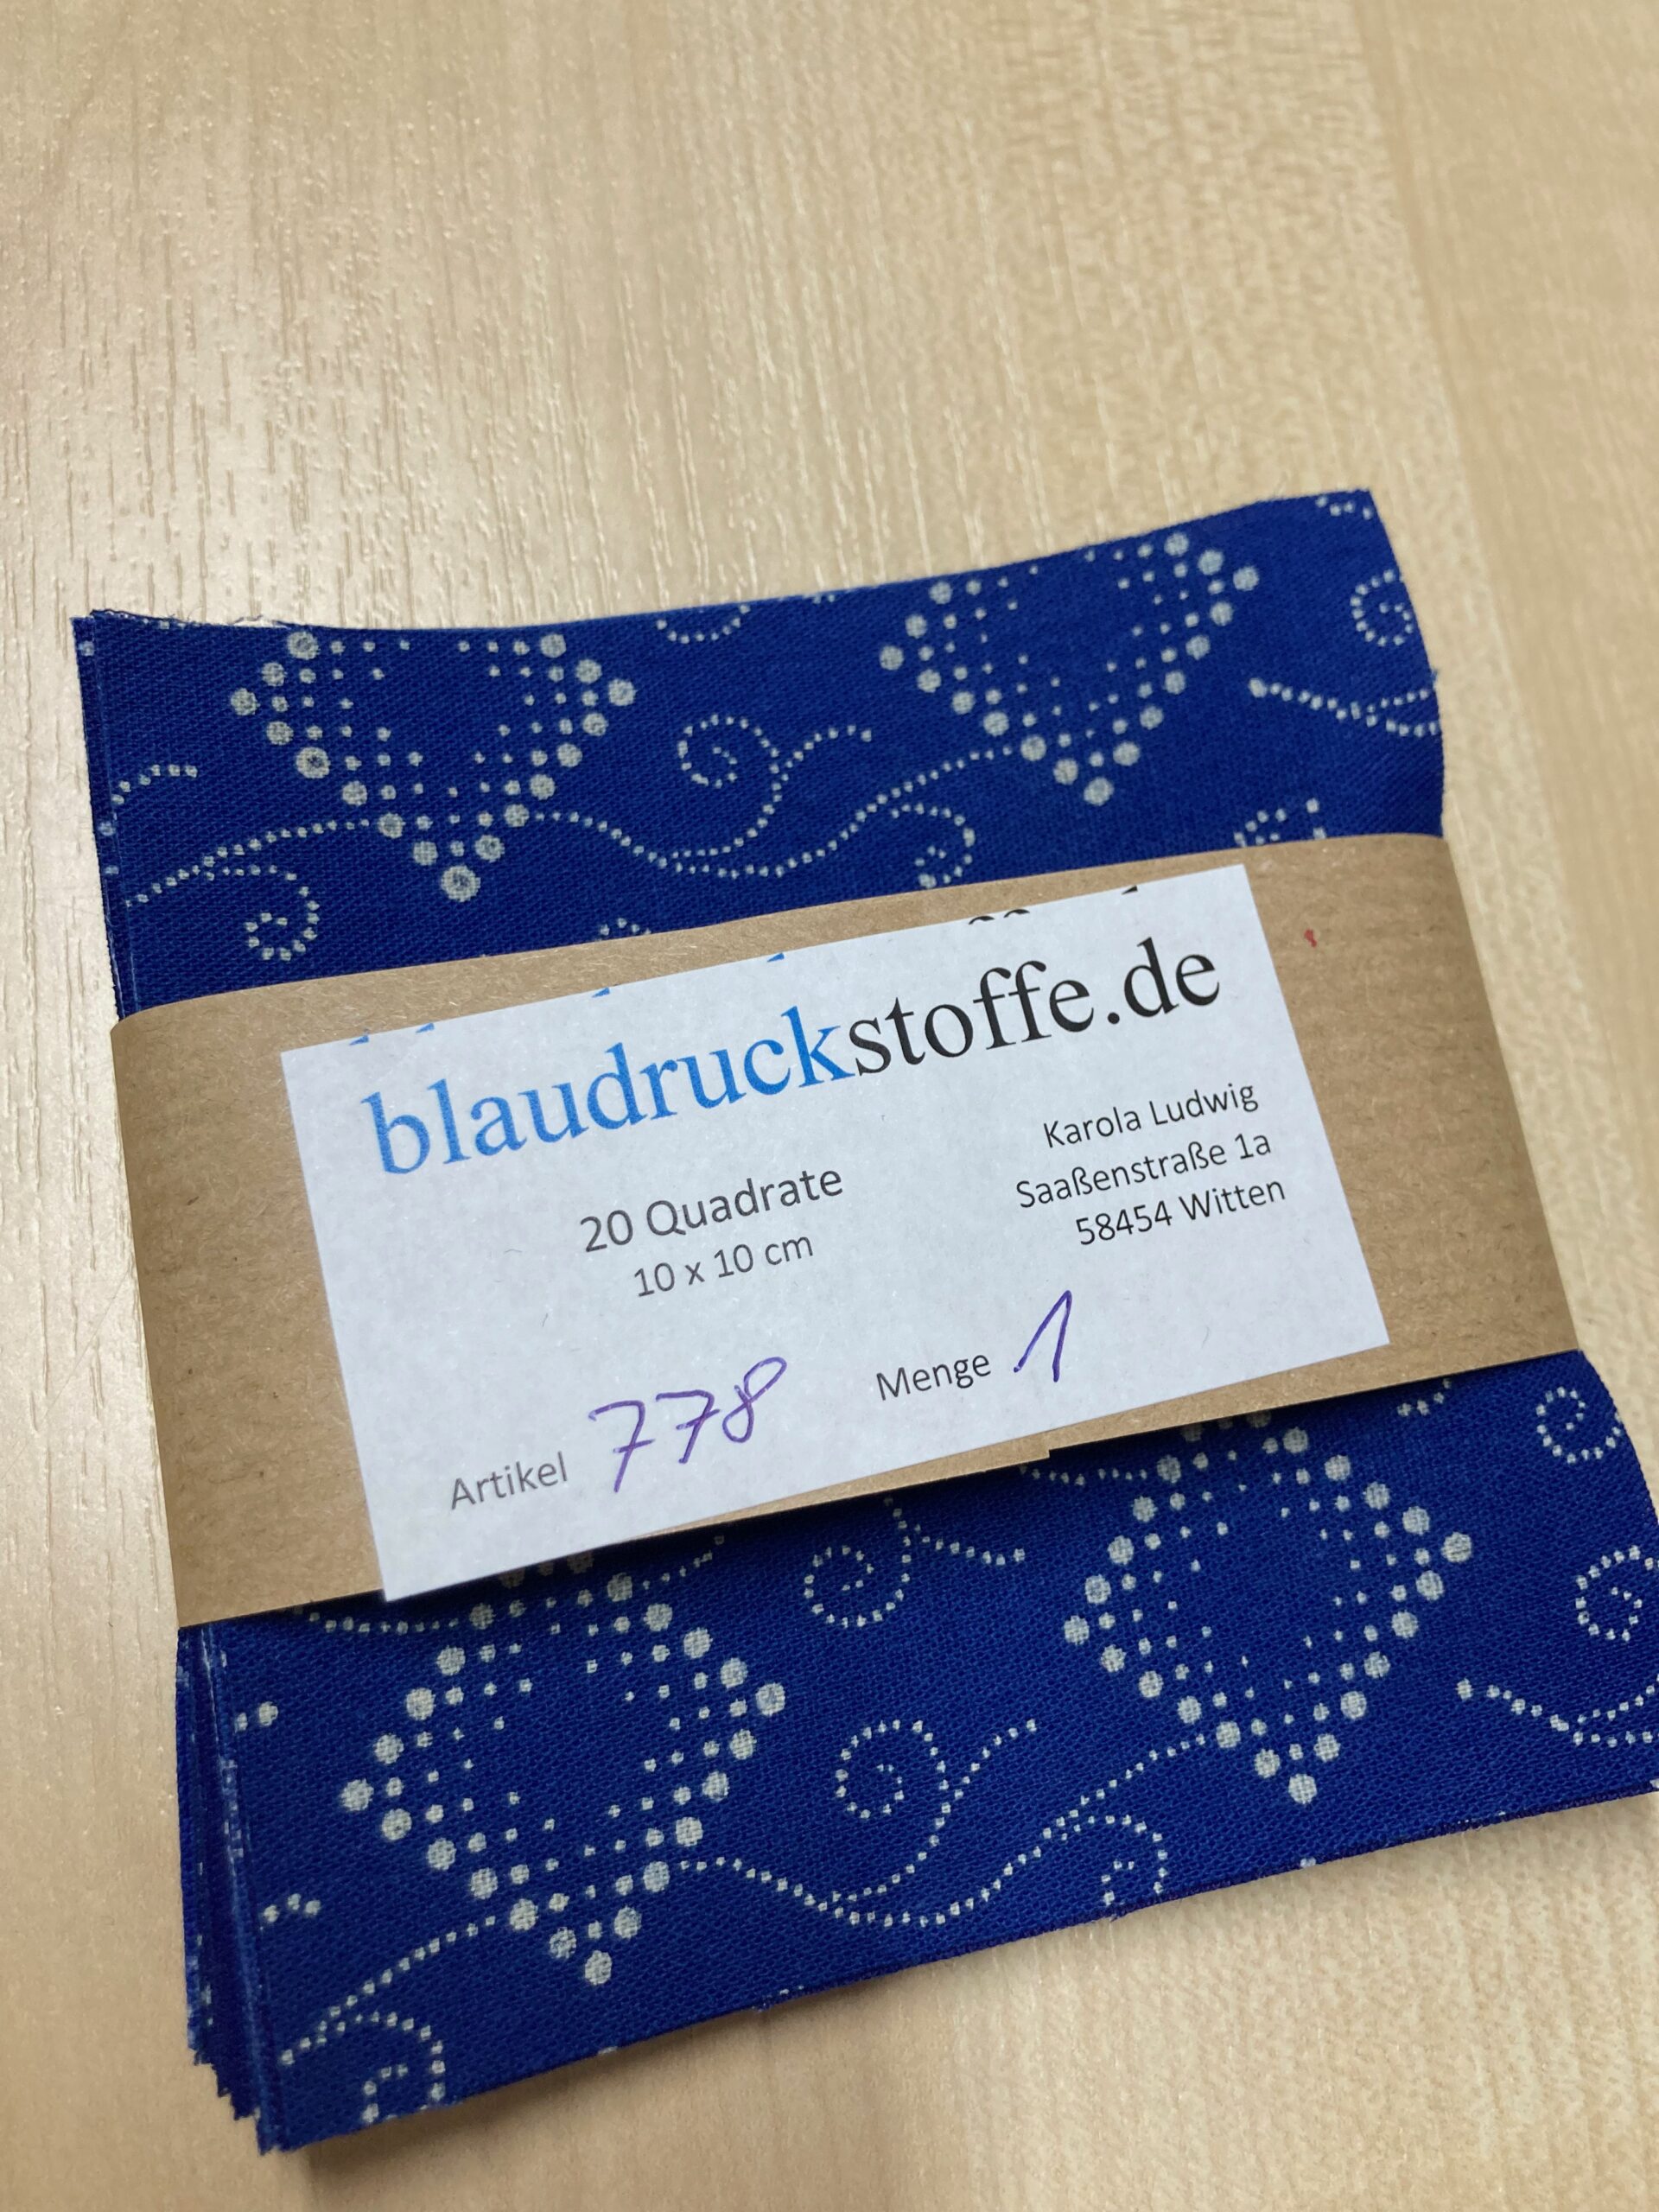 blaudruckstoffe.de
Karola Ludwig
Saaßenstraße 1a
58454 Witten
20 Quadrate
10 x 10 cm
Artikel 778 Menge 1